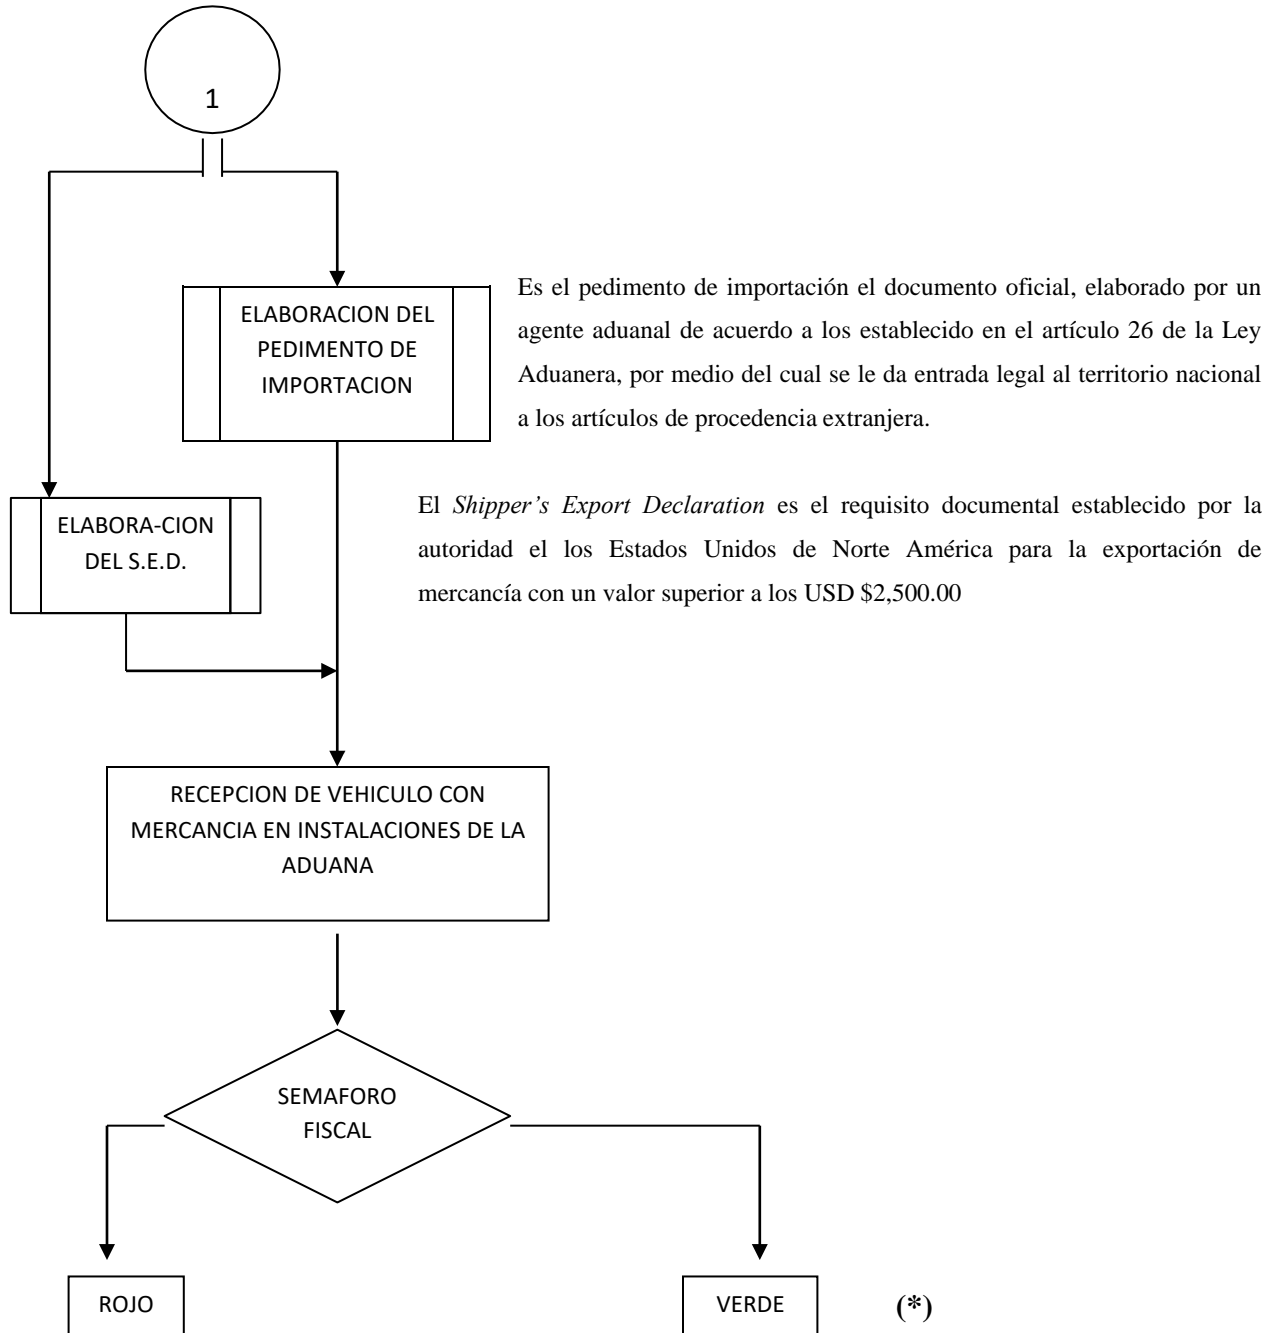 1
ELABORACION DEL
PEDIMENTO DE
IMPORTACION
Es el pedimento de importación el documento oficial, elaborado por un
agente aduanal de acuerdo a los establecido en el artículo 26 de la Ley
Aduanera, por medio del cual se le da entrada legal al territorio nacional
a los artículos de procedencia extranjera.
ELABORA-CION
DEL S.E.D.
El Shipper’s Export Declaration es el requisito documental establecido por la
autoridad el los Estados Unidos de Norte América para la exportación de
mercancía con un valor superior a los USD $2,500.00
RECEPCION DE VEHICULO CON
MERCANCIA EN INSTALACIONES DE LA
ADUANA
SEMAFORO
FISCAL
ROJO
VERDE
(*)